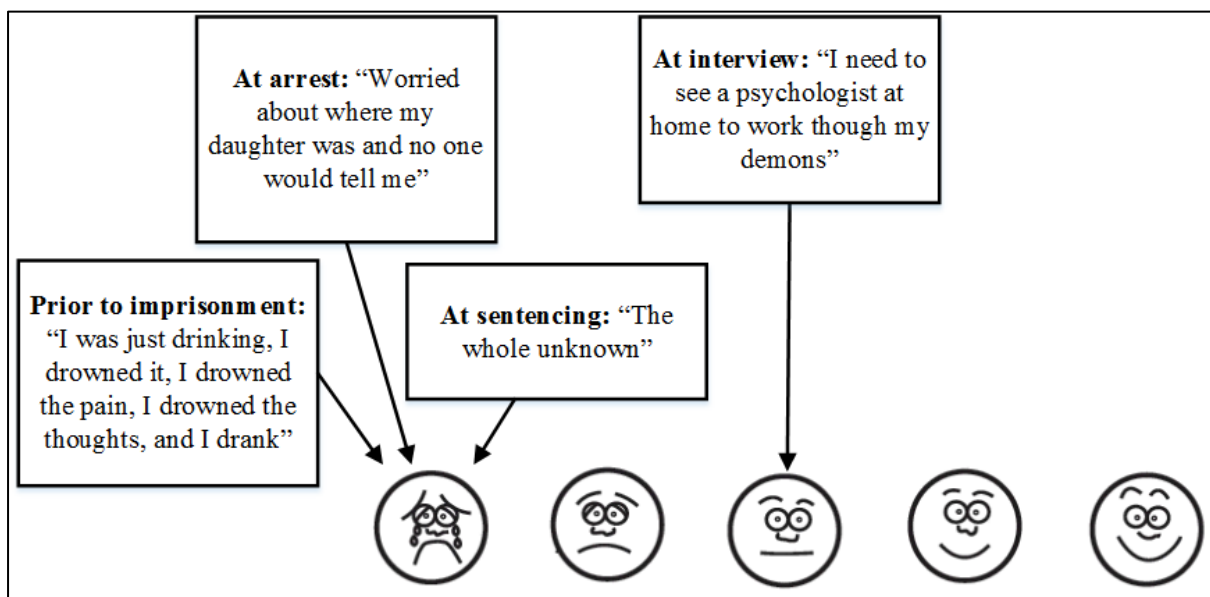 At arrest: “Worried
about where my
daughter was and no one
would tell me”
At interview: “I need to
see a psychologist at
home to work though my
demons”
Prior to imprisonment:
“I was just drinking, I
drowned it, I drowned
the pain, I drowned the
thoughts, and I drank”
At sentencing: “The
whole unknown”